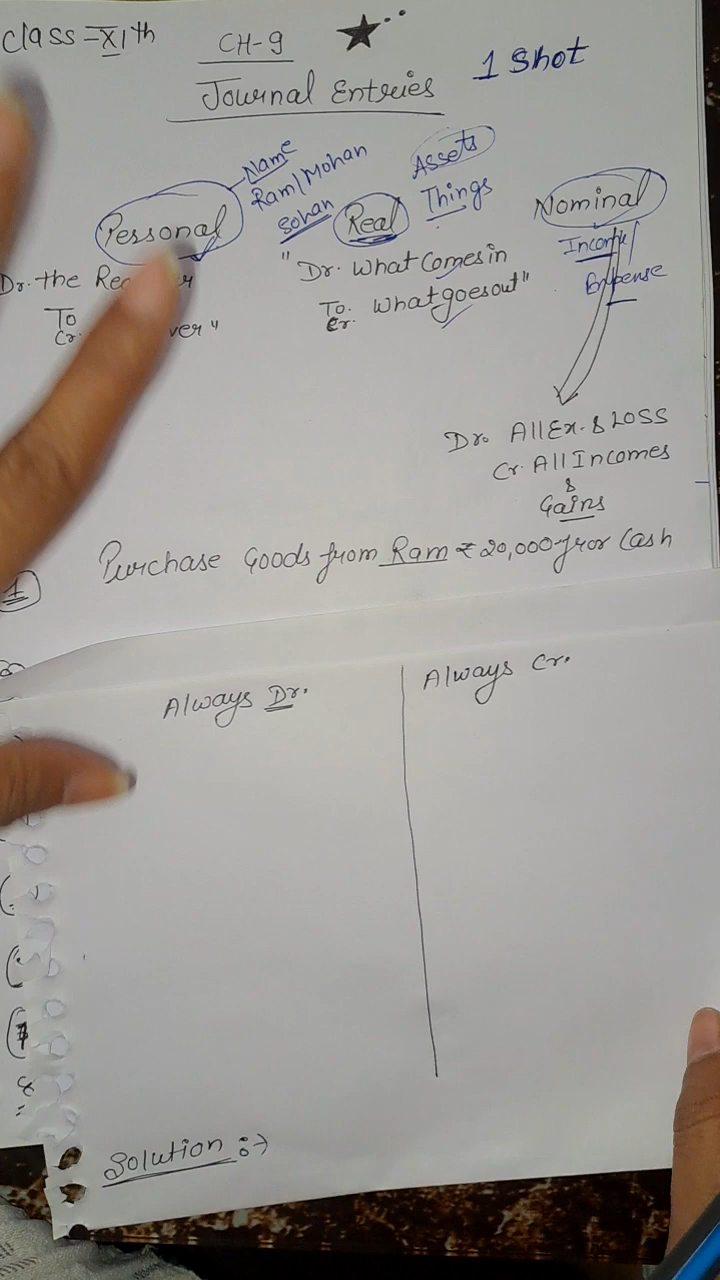 Class = XIth
CH-9
1 Shot
Journal Entries
Name
Ram/Mohan
Sohan
Assets
Things
Personal
Real
Nominal
Income/
Expense
Dr. the
To
Cr.
"Dr. What Comes in
To.
Cr. What goes out"
Dr. All Ex. & Loss
Cr. All Incomes
&
Gains
1
Purchase Goods from Ram ₹ 20,000 for Cash
Always Dr.
Always Cr.
Solution :→